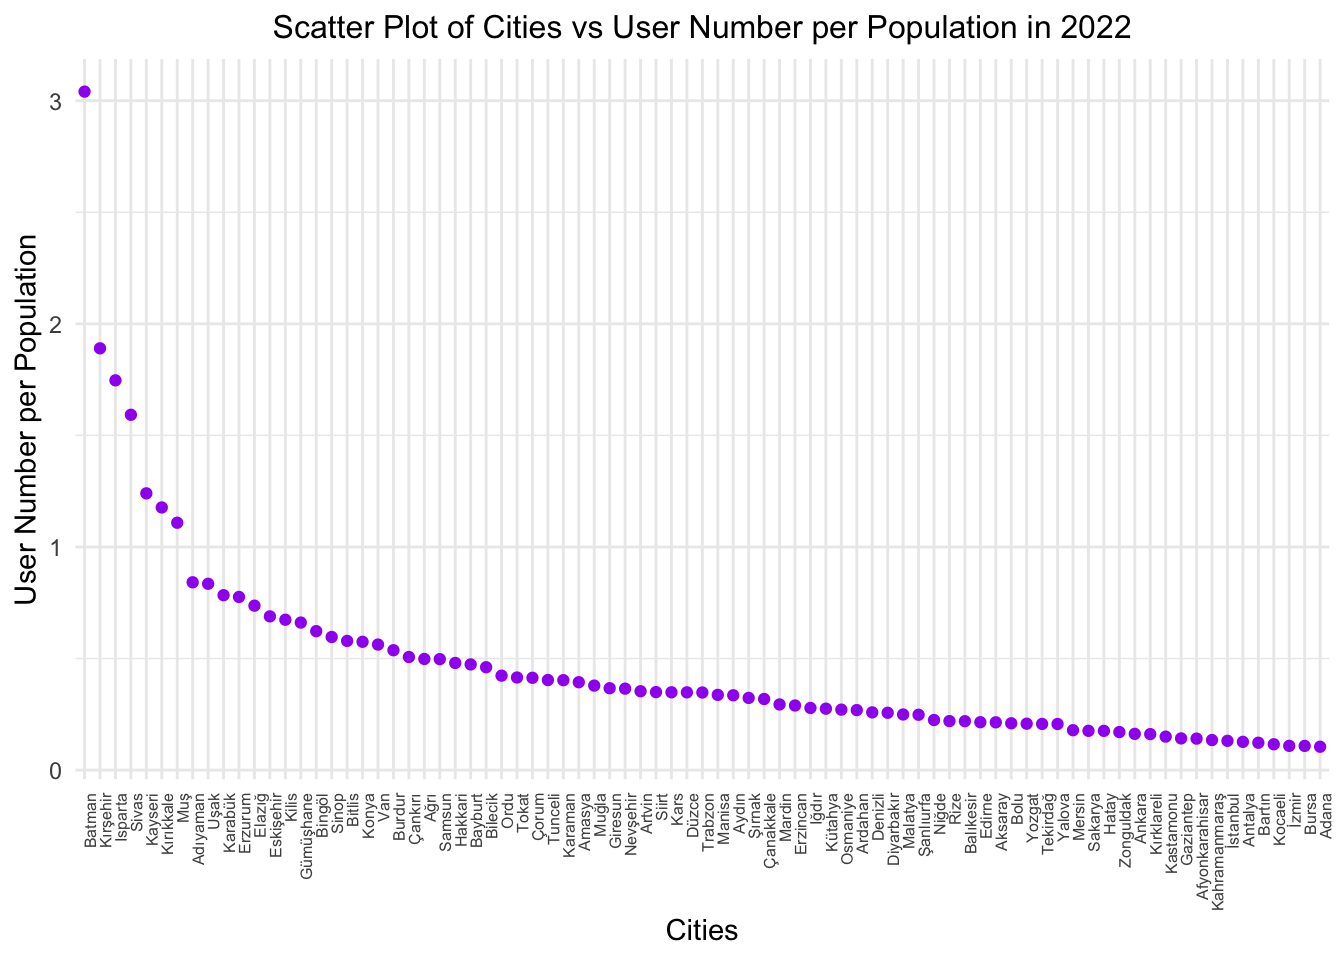 Scatter Plot of Cities vs User Number per Population in 2022
User Number per Population
3
2
1
0
Batman
Kırşehir
Isparta
Sivas
Kayseri
Kırıkkale
Muş
Adıyaman
Uşak
Karabük
Erzurum
Elazığ
Eskişehir
Kilis
Gümüşhane
Bingöl
Sinop
Bitlis
Konya
Van
Burdur
Çankırı
Ağrı
Samsun
Hakkari
Bayburt
Bilecik
Ordu
Tokat
Çorum
Tunceli
Karaman
Amasya
Muğla
Giresun
Nevşehir
Artvin
Siirt
Kars
Düzce
Trabzon
Manisa
Aydın
Şırnak
Çanakkale
Mardin
Erzincan
Iğdır
Kütahya
Osmaniye
Ardahan
Denizli
Diyarbakır
Malatya
Şanlıurfa
Niğde
Rize
Balıkesir
Edirne
Aksaray
Bolu
Yozgat
Tekirdağ
Yalova
Mersin
Sakarya
Hatay
Zonguldak
Ankara
Kırklareli
Kastamonu
Gaziantep
Afyonkarahisar
Kahramanmaraş
İstanbul
Antalya
Bartın
Kocaeli
İzmir
Bursa
Adana
Cities